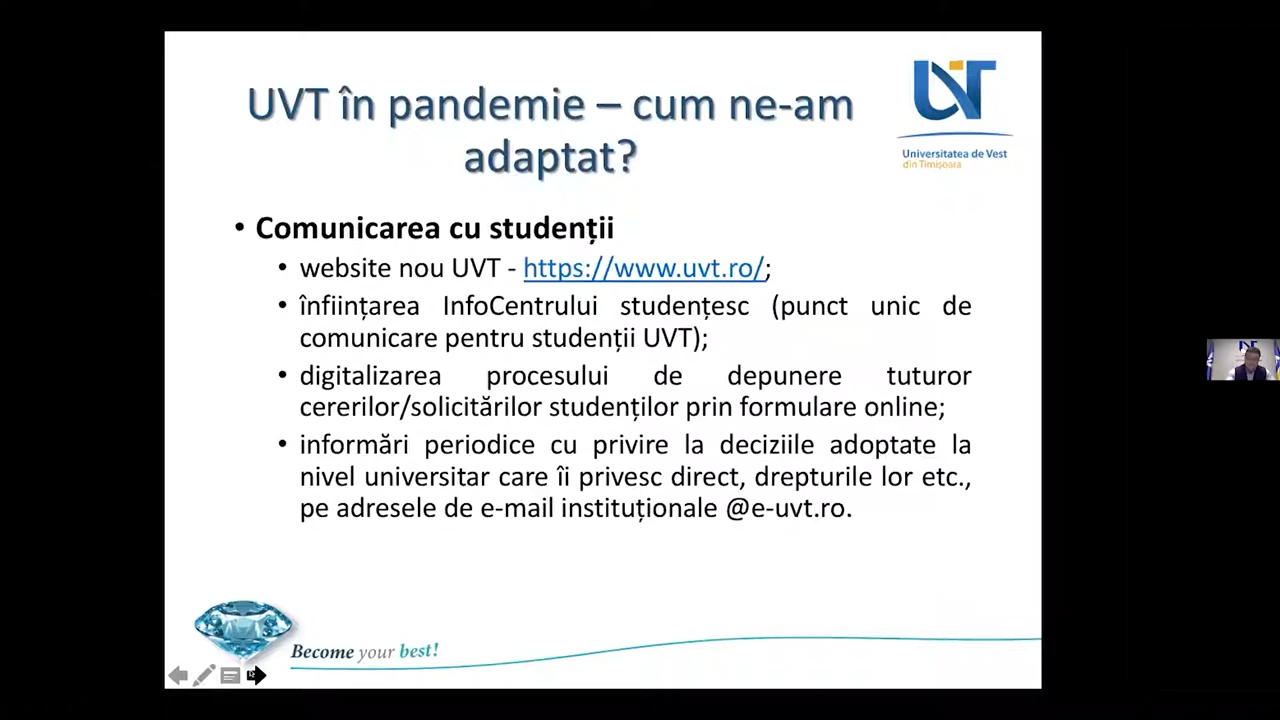 UVT în pandemie – cum ne-am
adaptat?
UVT
Universitatea de Vest
din Timișoara
• Comunicarea cu studenții
• website nou UVT - https://www.uvt.ro/;
• înființarea InfoCentrului studențesc (punct unic de
comunicare pentru studenții UVT);
• digitalizarea procesului de depunere tuturor
cererilor/solicitărilor studenților prin formulare online;
• informări periodice cu privire la deciziile adoptate la
nivel universitar care îi privesc direct, drepturile lor etc.,
pe adresele de e-mail instituționale @e-uvt.ro.
Become your best!